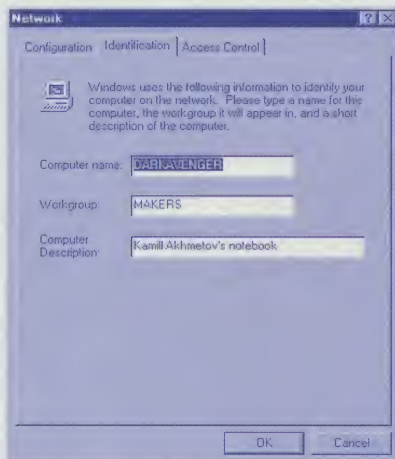 Network
Configuration Identification Access Control
Windows uses the following information to identify your
computer on the network. Please type a name for this
computer, the workgroup it will appear in, and a short
description of the computer.
Computer name: DARKAVENGER
Workgroup: MAKERS
Computer
Description: Kamill Akhmetov's notebook
OK Cancel